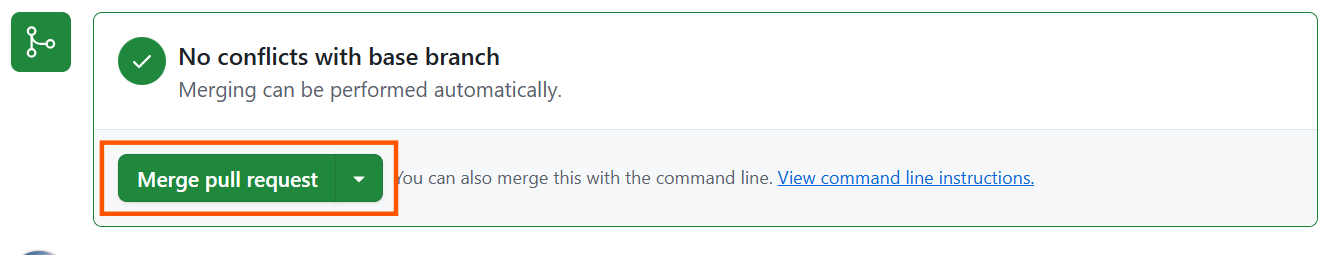 No conflicts with base branch
Merging can be performed automatically.
Merge pull request
You can also merge this with the command line. View command line instructions.